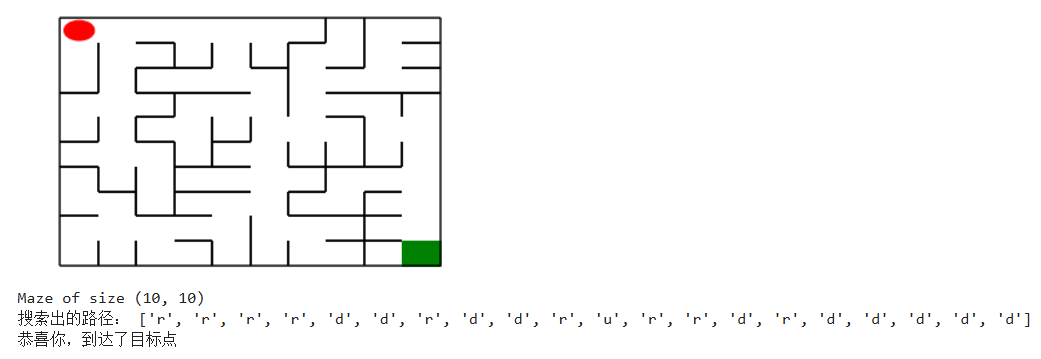 Maze of size (10, 10)
搜索出的路径： ['r', 'r', 'r', 'r', 'd', 'd', 'r', 'd', 'd', 'r', 'u', 'r', 'r', 'd', 'r', 'd', 'd', 'd', 'd', 'd']
恭喜你，到达了目标点